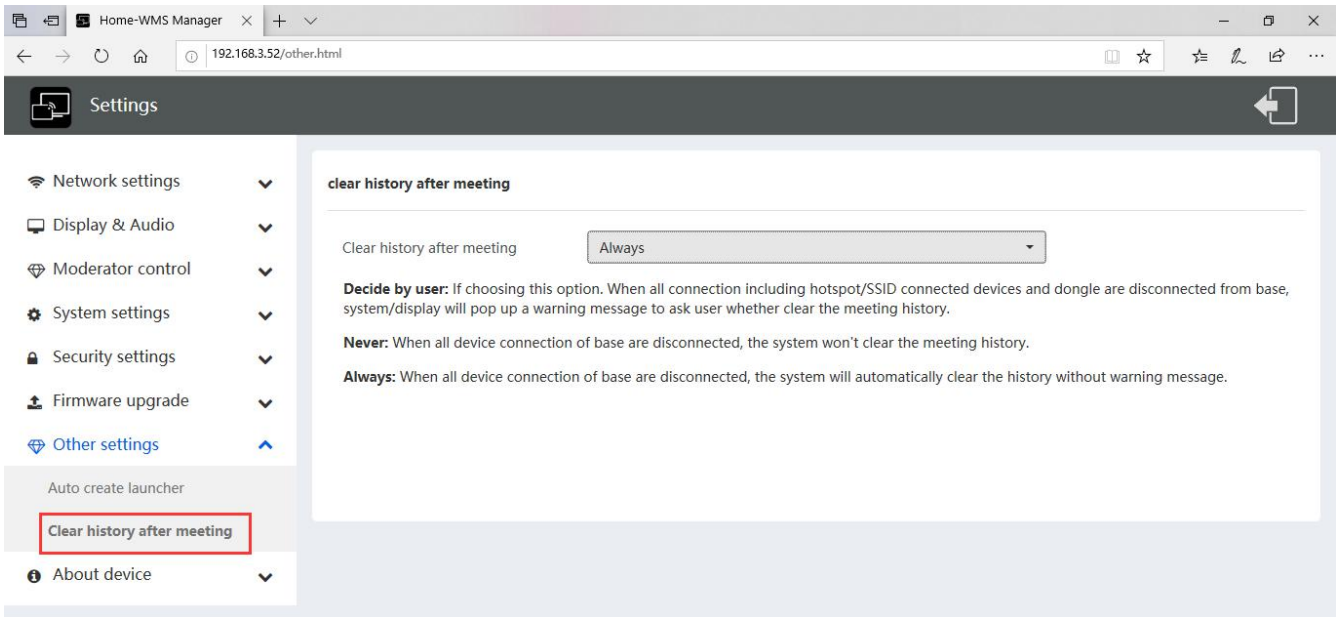 Home-WMS Manager
192.168.3.52/other.html
Settings
Network settings
Display & Audio
Moderator control
System settings
Security settings
Firmware upgrade
Other settings
Auto create launcher
Clear history after meeting
About device
clear history after meeting
Clear history after meeting Always
Decide by user: If choosing this option. When all connection including hotspot/SSID connected devices and dongle are disconnected from base,
system/display will pop up a warning message to ask user whether clear the meeting history.
Never: When all device connection of base are disconnected, the system won't clear the meeting history.
Always: When all device connection of base are disconnected, the system will automatically clear the history without warning message.